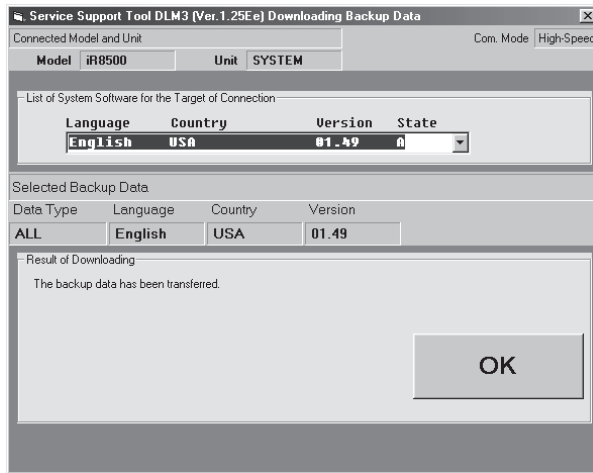 Service Support Tool DLM3 (Ver.1.25Ee) Downloading Backup Data
Connected Model and Unit Com. Mode High-Speed
Model iR8500 Unit SYSTEM
List of System Software for the Target of Connection
Language Country Version State
English USA 01.49 A
Selected Backup Data
Data Type Language Country Version
ALL English USA 01.49
Result of Downloading
The backup data has been transferred.
OK